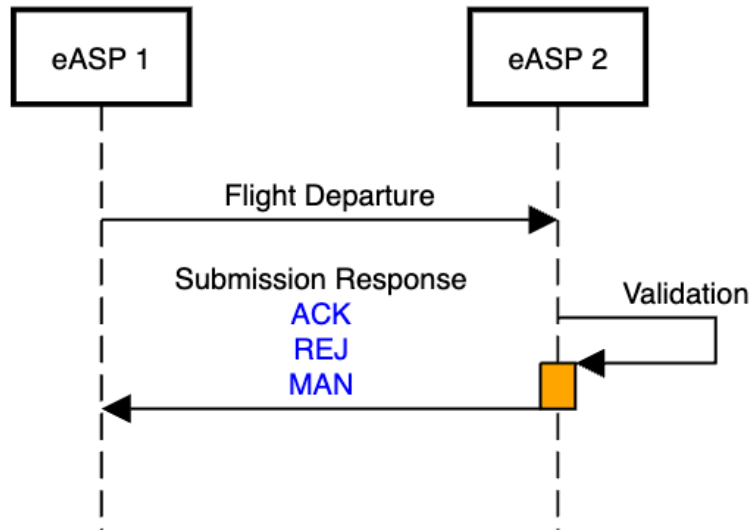 eASP 1
eASP 2
Flight Departure
Submission Response
ACK
REJ
MAN
Validation